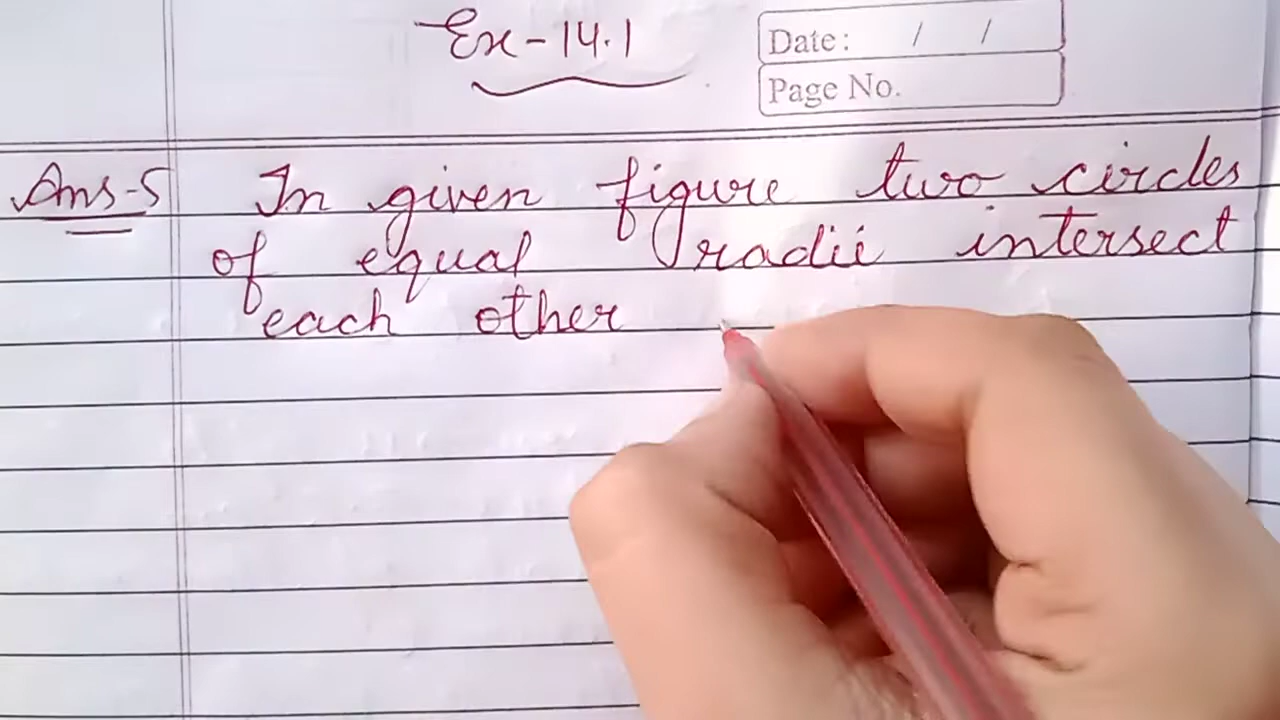 Ex-14.1
Date: / /
Page No.
Ans-5 In given figure two circles
of equal radii intersect
each other